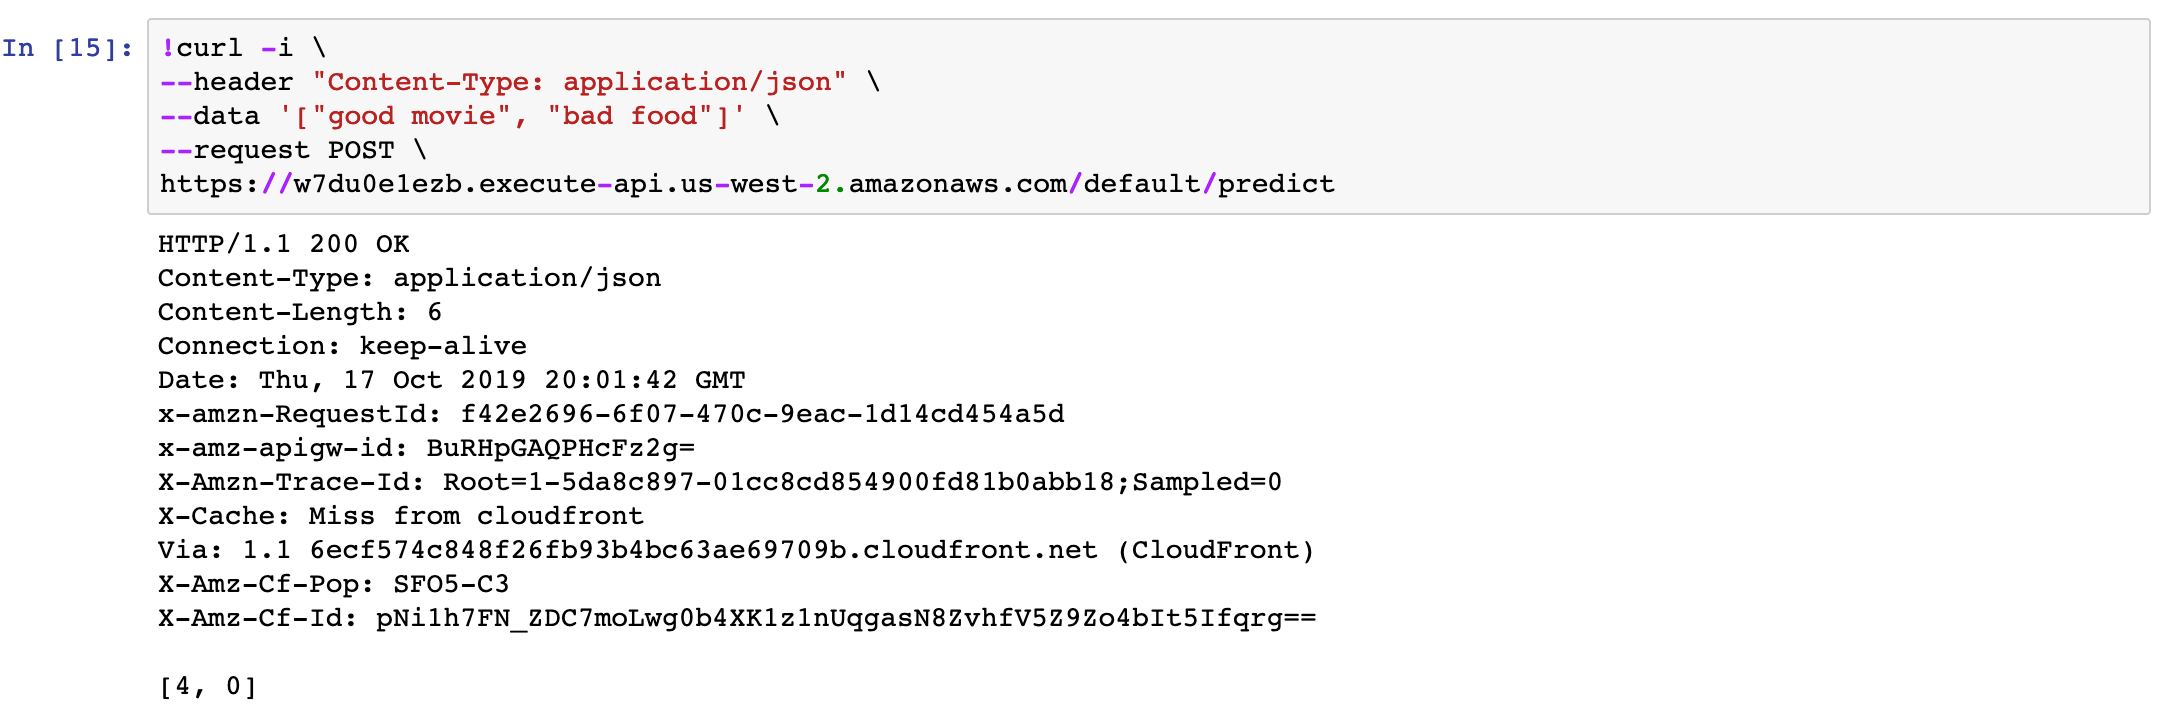 In [15]: !curl -i \
--header "Content-Type: application/json" \
--data '["good movie", "bad food"]' \
--request POST \
https://w7du0e1ezb.execute-api.us-west-2.amazonaws.com/default/predict
HTTP/1.1 200 OK
Content-Type: application/json
Content-Length: 6
Connection: keep-alive
Date: Thu, 17 Oct 2019 20:01:42 GMT
x-amzn-RequestId: f42e2696-6f07-470c-9eac-1d14cd454a5d
x-amz-apigw-id: BuRHpGAQPHcFz2g=
X-Amzn-Trace-Id: Root=1-5da8c897-01cc8cd854900fd81b0abb18;Sampled=0
X-Cache: Miss from cloudfront
Via: 1.1 6ecf574c848f26fb93b4bc63ae69709b.cloudfront.net (CloudFront)
X-Amz-Cf-Pop: SFO5-C3
X-Amz-Cf-Id: pNi1h7FN_ZDC7moLwg0b4XK1z1nUqgasN8ZvhfV5Z9Zo4bIt5Ifqrg==
[4, 0]